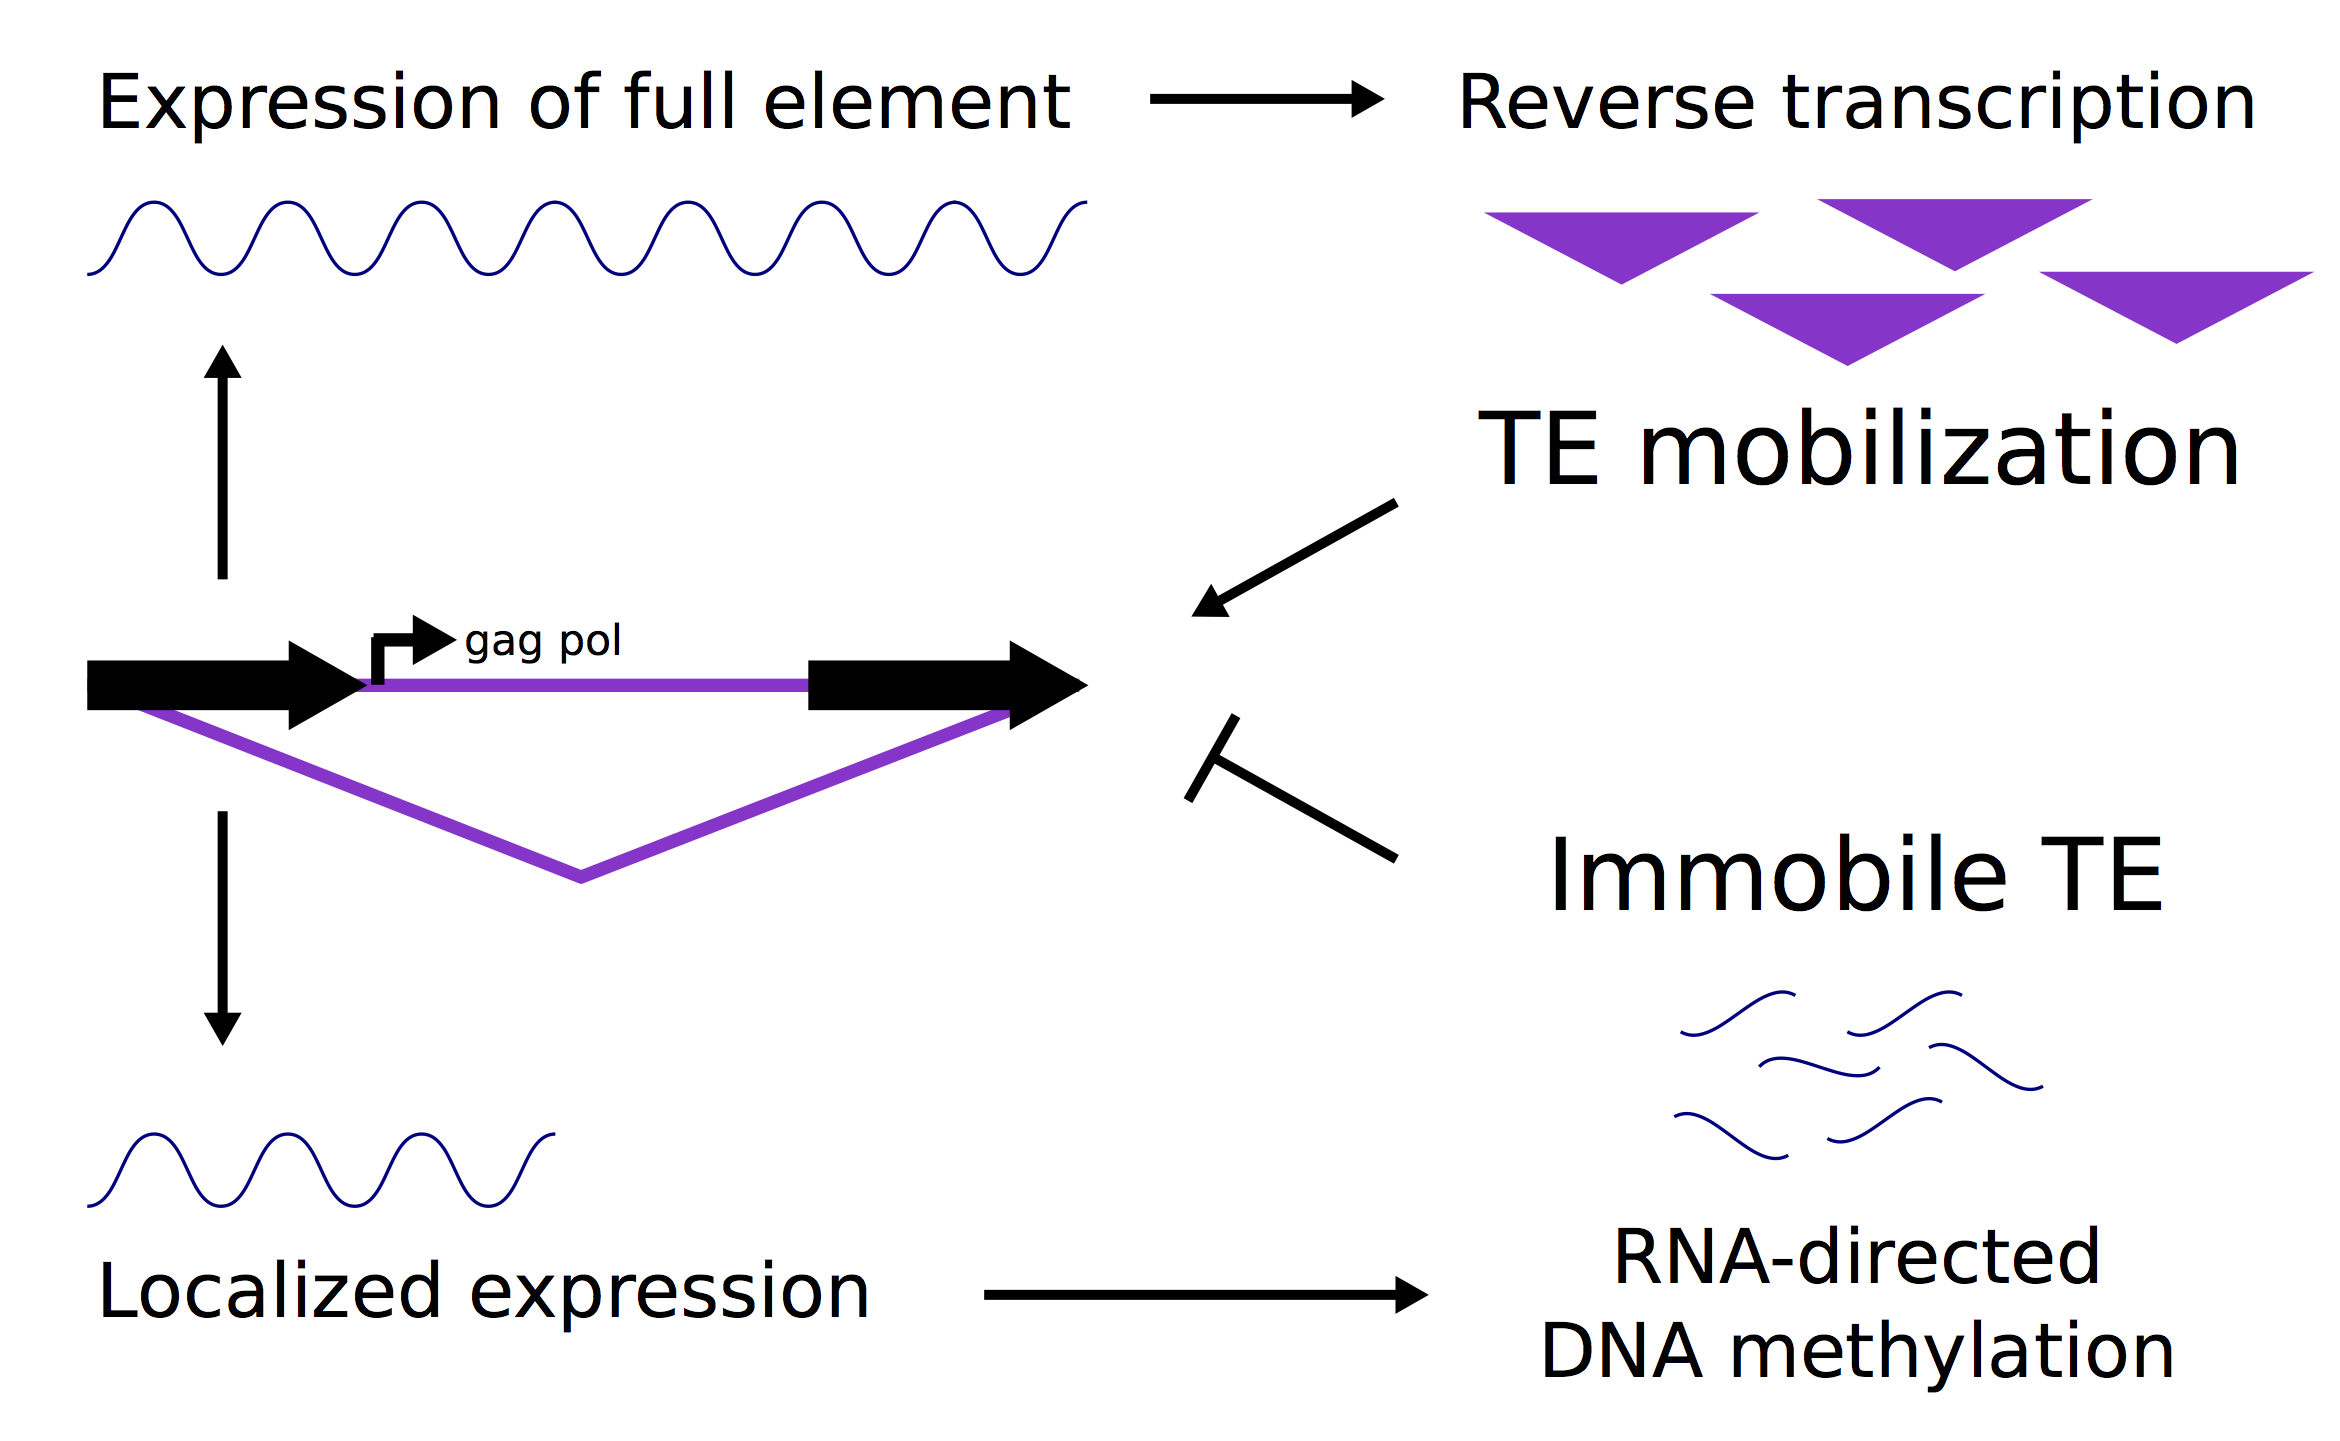 Expression of full element
Reverse transcription
TE mobilization
gag pol
Immobile TE
Localized expression
RNA-directed
DNA methylation